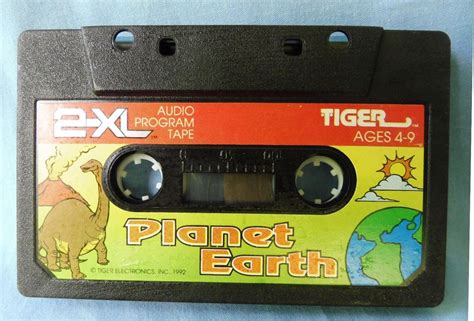 2-XL
AUDIO
PROGRAM
TAPE
TIGER
AGES 4-9
Planet
Earth
© TIGER ELECTRONICS, INC. 1992